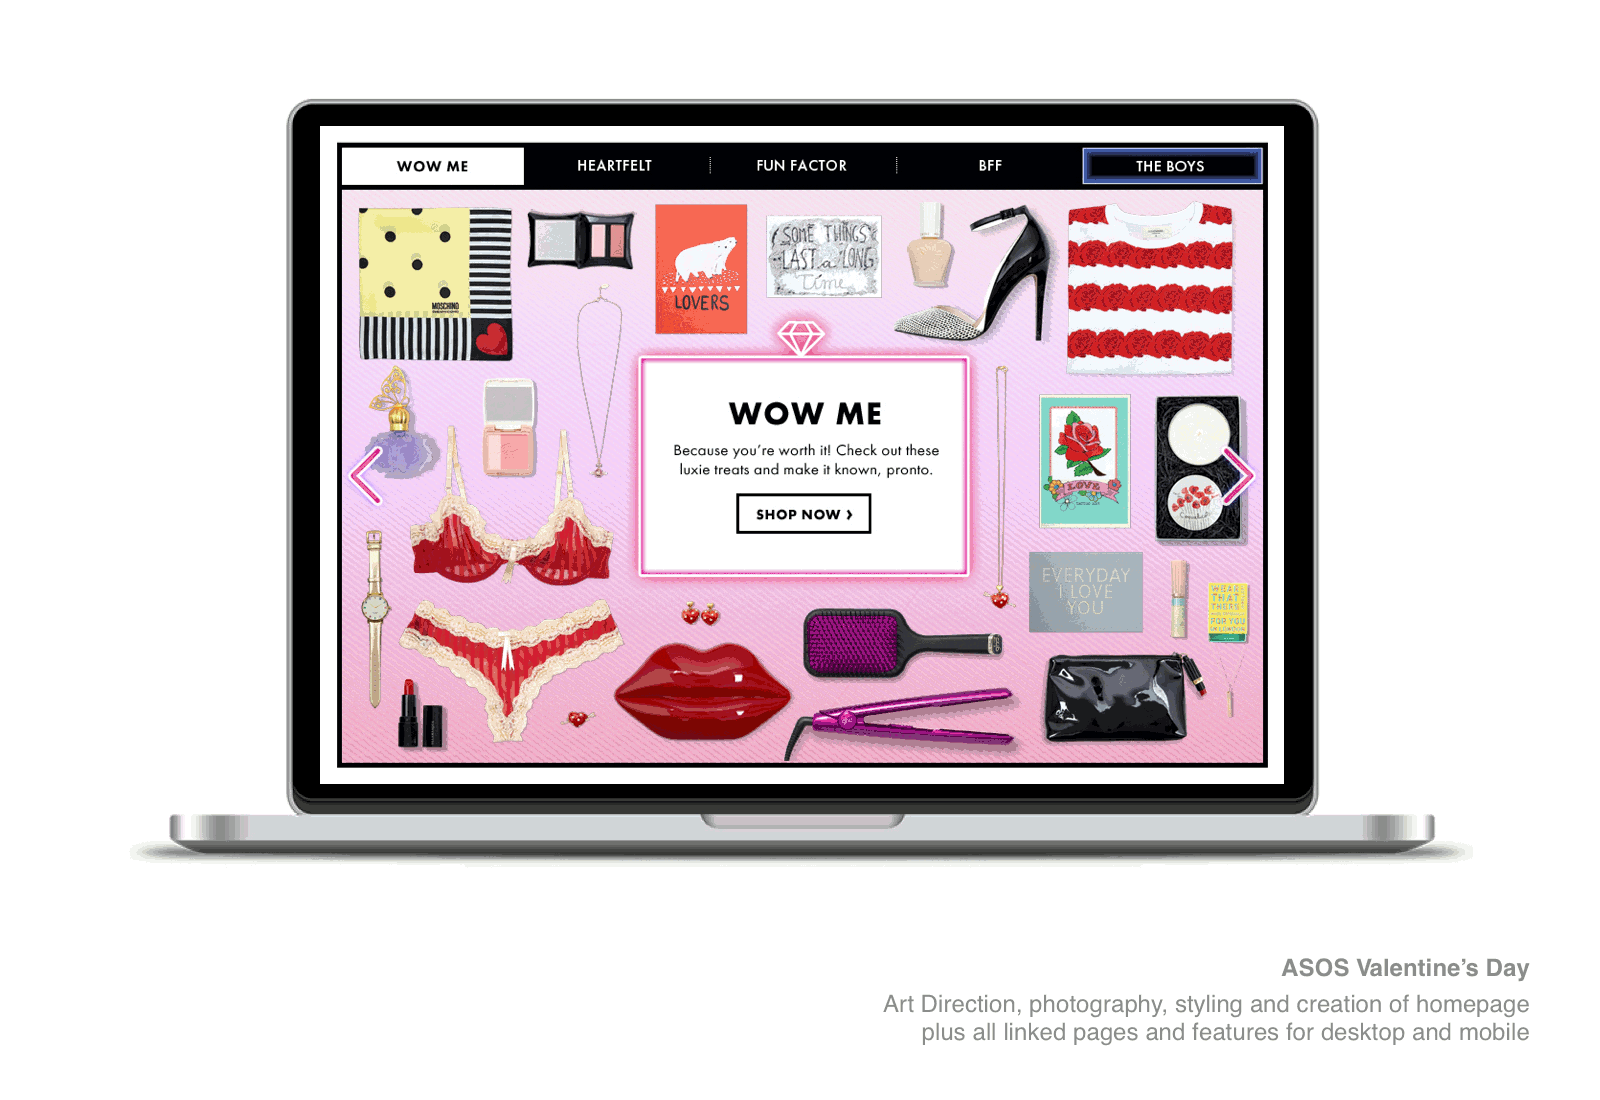 WOW ME
HEARTFELT
FUN FACTOR
BFF
THE BOYS
MOSCHINO
LOVERS
SOME THINGS
LAST a LONG
Time
WOW ME
Because you're worth it! Check out these
luxie treats and make it known, pronto.
SHOP NOW ›
LOVE
EVERYDAY
I LOVE
YOU
WEAR
THAT
THERE
FOR YOU
ASOS Valentine's Day
Art Direction, photography, styling and creation of homepage
plus all linked pages and features for desktop and mobile